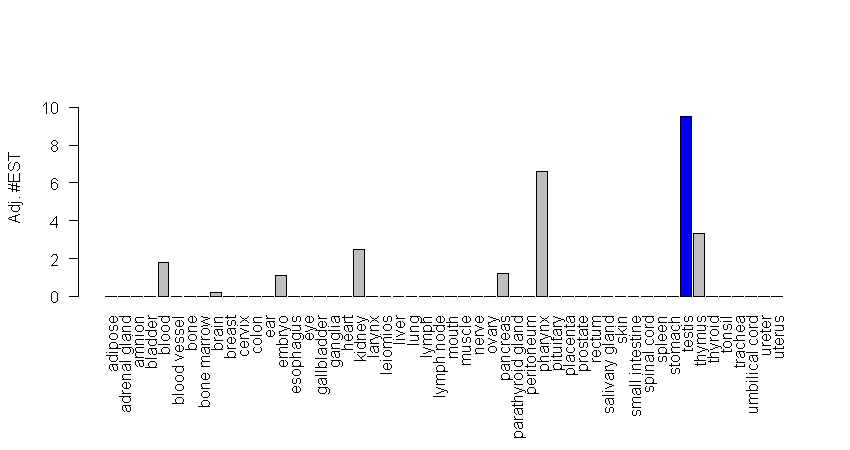 Adj. #EST
10
8
6
4
2
0
adipose
adrenal gland
amnion
bladder
blood
blood vessel
bone
bone marrow
brain
breast
cervix
colon
ear
embryo
esophagus
eye
gallbladder
ganglia
heart
kidney
larynx
leiomios
liver
lung
lymph
lymph node
mouth
muscle
nerve
ovary
pancreas
parathyroid gland
peritoneum
pharynx
pituitary
placenta
prostate
rectum
salivary gland
skin
small intestine
spinal cord
spleen
stomach
testis
thymus
thyroid
tonsil
trachea
umbilical cord
ureter
uterus